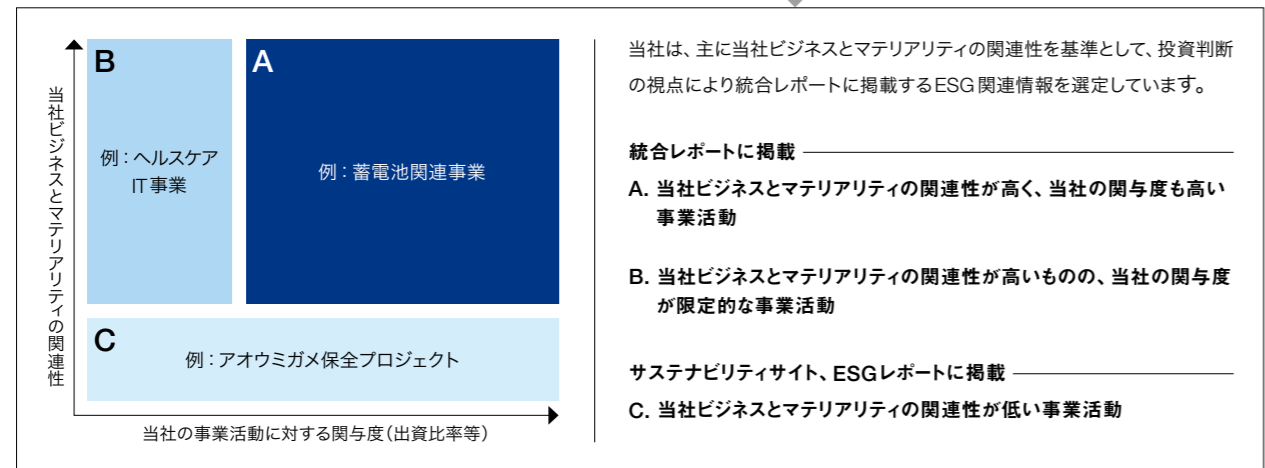 当社ビジネスとマテリアリティの関連性
B
例：ヘルスケア
IT事業
A
例：蓄電池関連事業
C
例：アオウミガメ保全プロジェクト
当社の事業活動に対する関与度（出資比率等）
当社は、主に当社ビジネスとマテリアリティの関連性を基準として、投資判断
の視点により統合レポートに掲載するESG関連情報を選定しています。
統合レポートに掲載
A. 当社ビジネスとマテリアリティの関連性が高く、当社の関与度も高い
事業活動
B. 当社ビジネスとマテリアリティの関連性が高いものの、当社の関与度
が限定的な事業活動
サステナビリティサイト、ESGレポートに掲載
C. 当社ビジネスとマテリアリティの関連性が低い事業活動